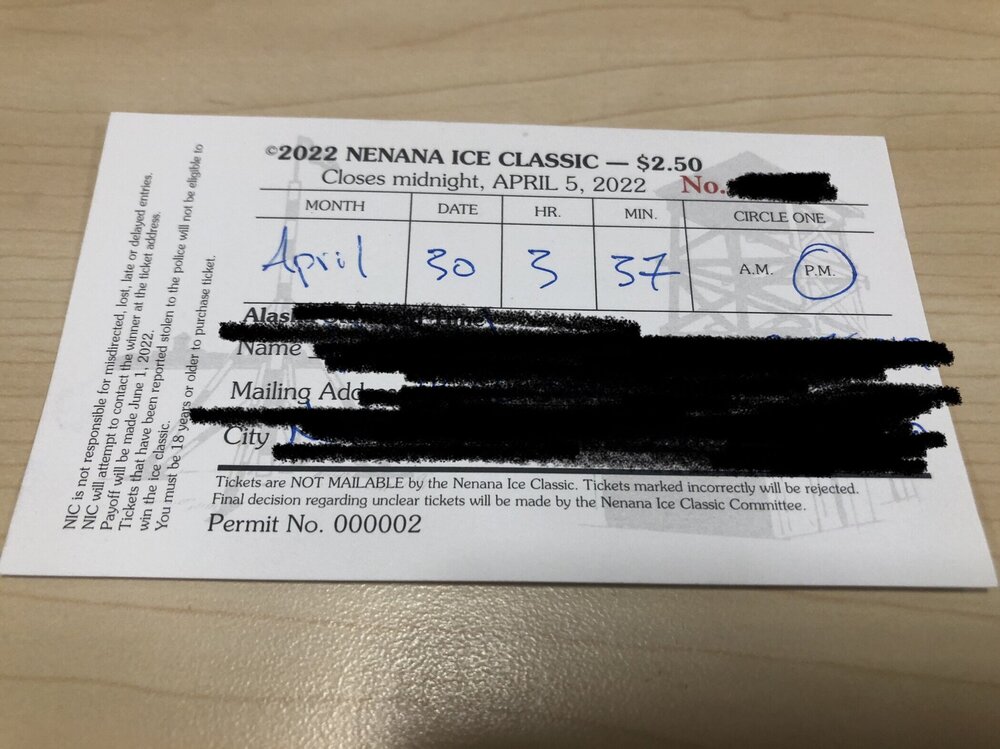 ©2022 NENANA ICE CLASSIC — $2.50
Closes midnight, APRIL 5, 2022 No.
MONTH DATE HR. MIN. CIRCLE ONE
April 30 3 37 A.M. P.M.
Name
Mailing
City
Tickets are NOT MAILABLE by the Nenana Ice Classic. Tickets marked incorrectly will be rejected.
Final decision regarding unclear tickets will be made by the Nenana Ice Classic Committee.
Permit No. 000002
NIC is not responsible for misdirected, lost, late or delayed entries.
NIC will attempt to contact the winner at the ticket address.
Payoff will be made June 1, 2022.
Tickets that have been reported stolen to the police will not be eligible to
win the ice classic.
You must be 18 years or older to purchase ticket.